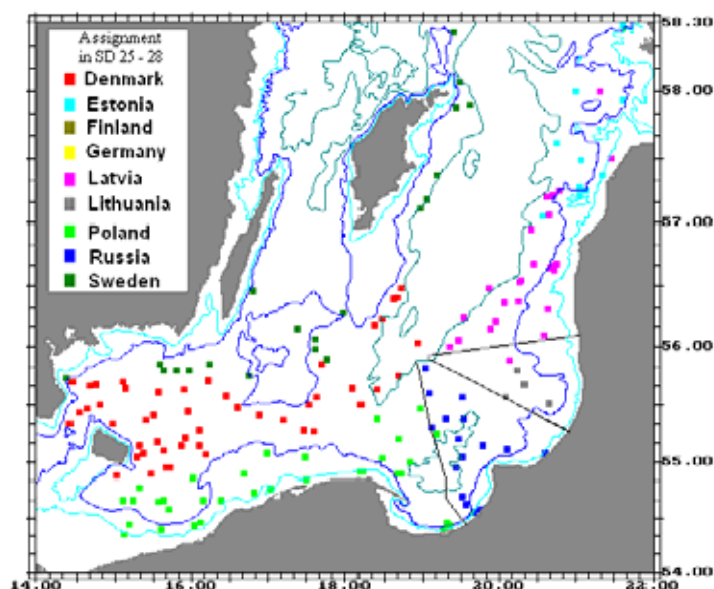 Assignment
in SD 25 - 28
Denmark
Estonia
Finland
Germany
Latvia
Lithuania
Poland
Russia
Sweden
58.30
58.00
57.00
56.00
55.00
54.00
14.00 16.00 18.00 20.00 22.00